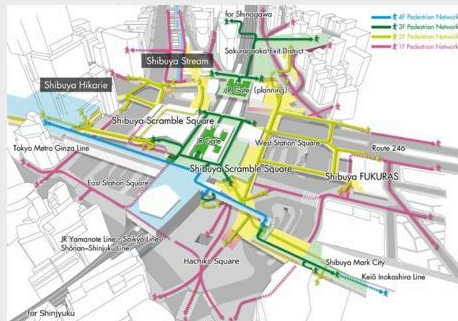 for Shinagawa
4F Pedestrian Network
3F Pedestrian Network
2F Pedestrian Network
1F Pedestrian Network
Sakuragaoka Exit District
Shibuya Stream
JR Gate (planning)
Shibuya Hikarie
Shibuya Scramble Square
JR Gate
West Station Square
Route 246
Tokyo Metro Ginza Line
Shibuya Scramble Square
Shibuya FUKURAS
East Station Square
JR Yamanote Line · Saikyo Line
Shōnan–Shinjuku Line
Hachiko Square
Shibuya Mark City
Keiō Inokashira Line
for Shinjyuku